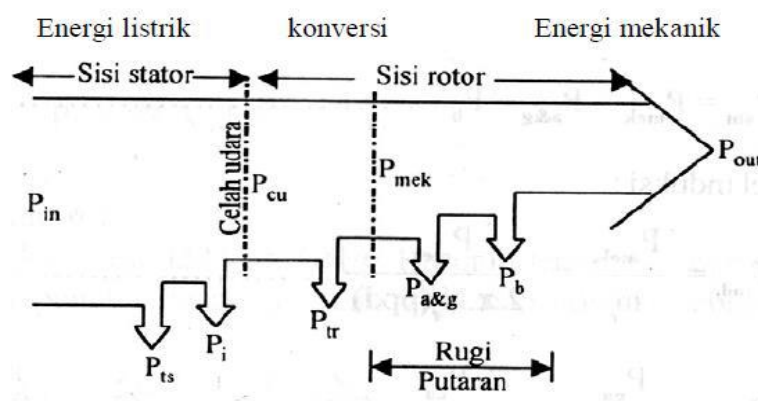 Energi listrik konversi Energi mekanik
Sisi stator Sisi rotor
Celah udara
P_in
P_cu
P_mek
P_out
P_ts
P_i
P_tr
P_a&g
P_b
Rugi
Putaran